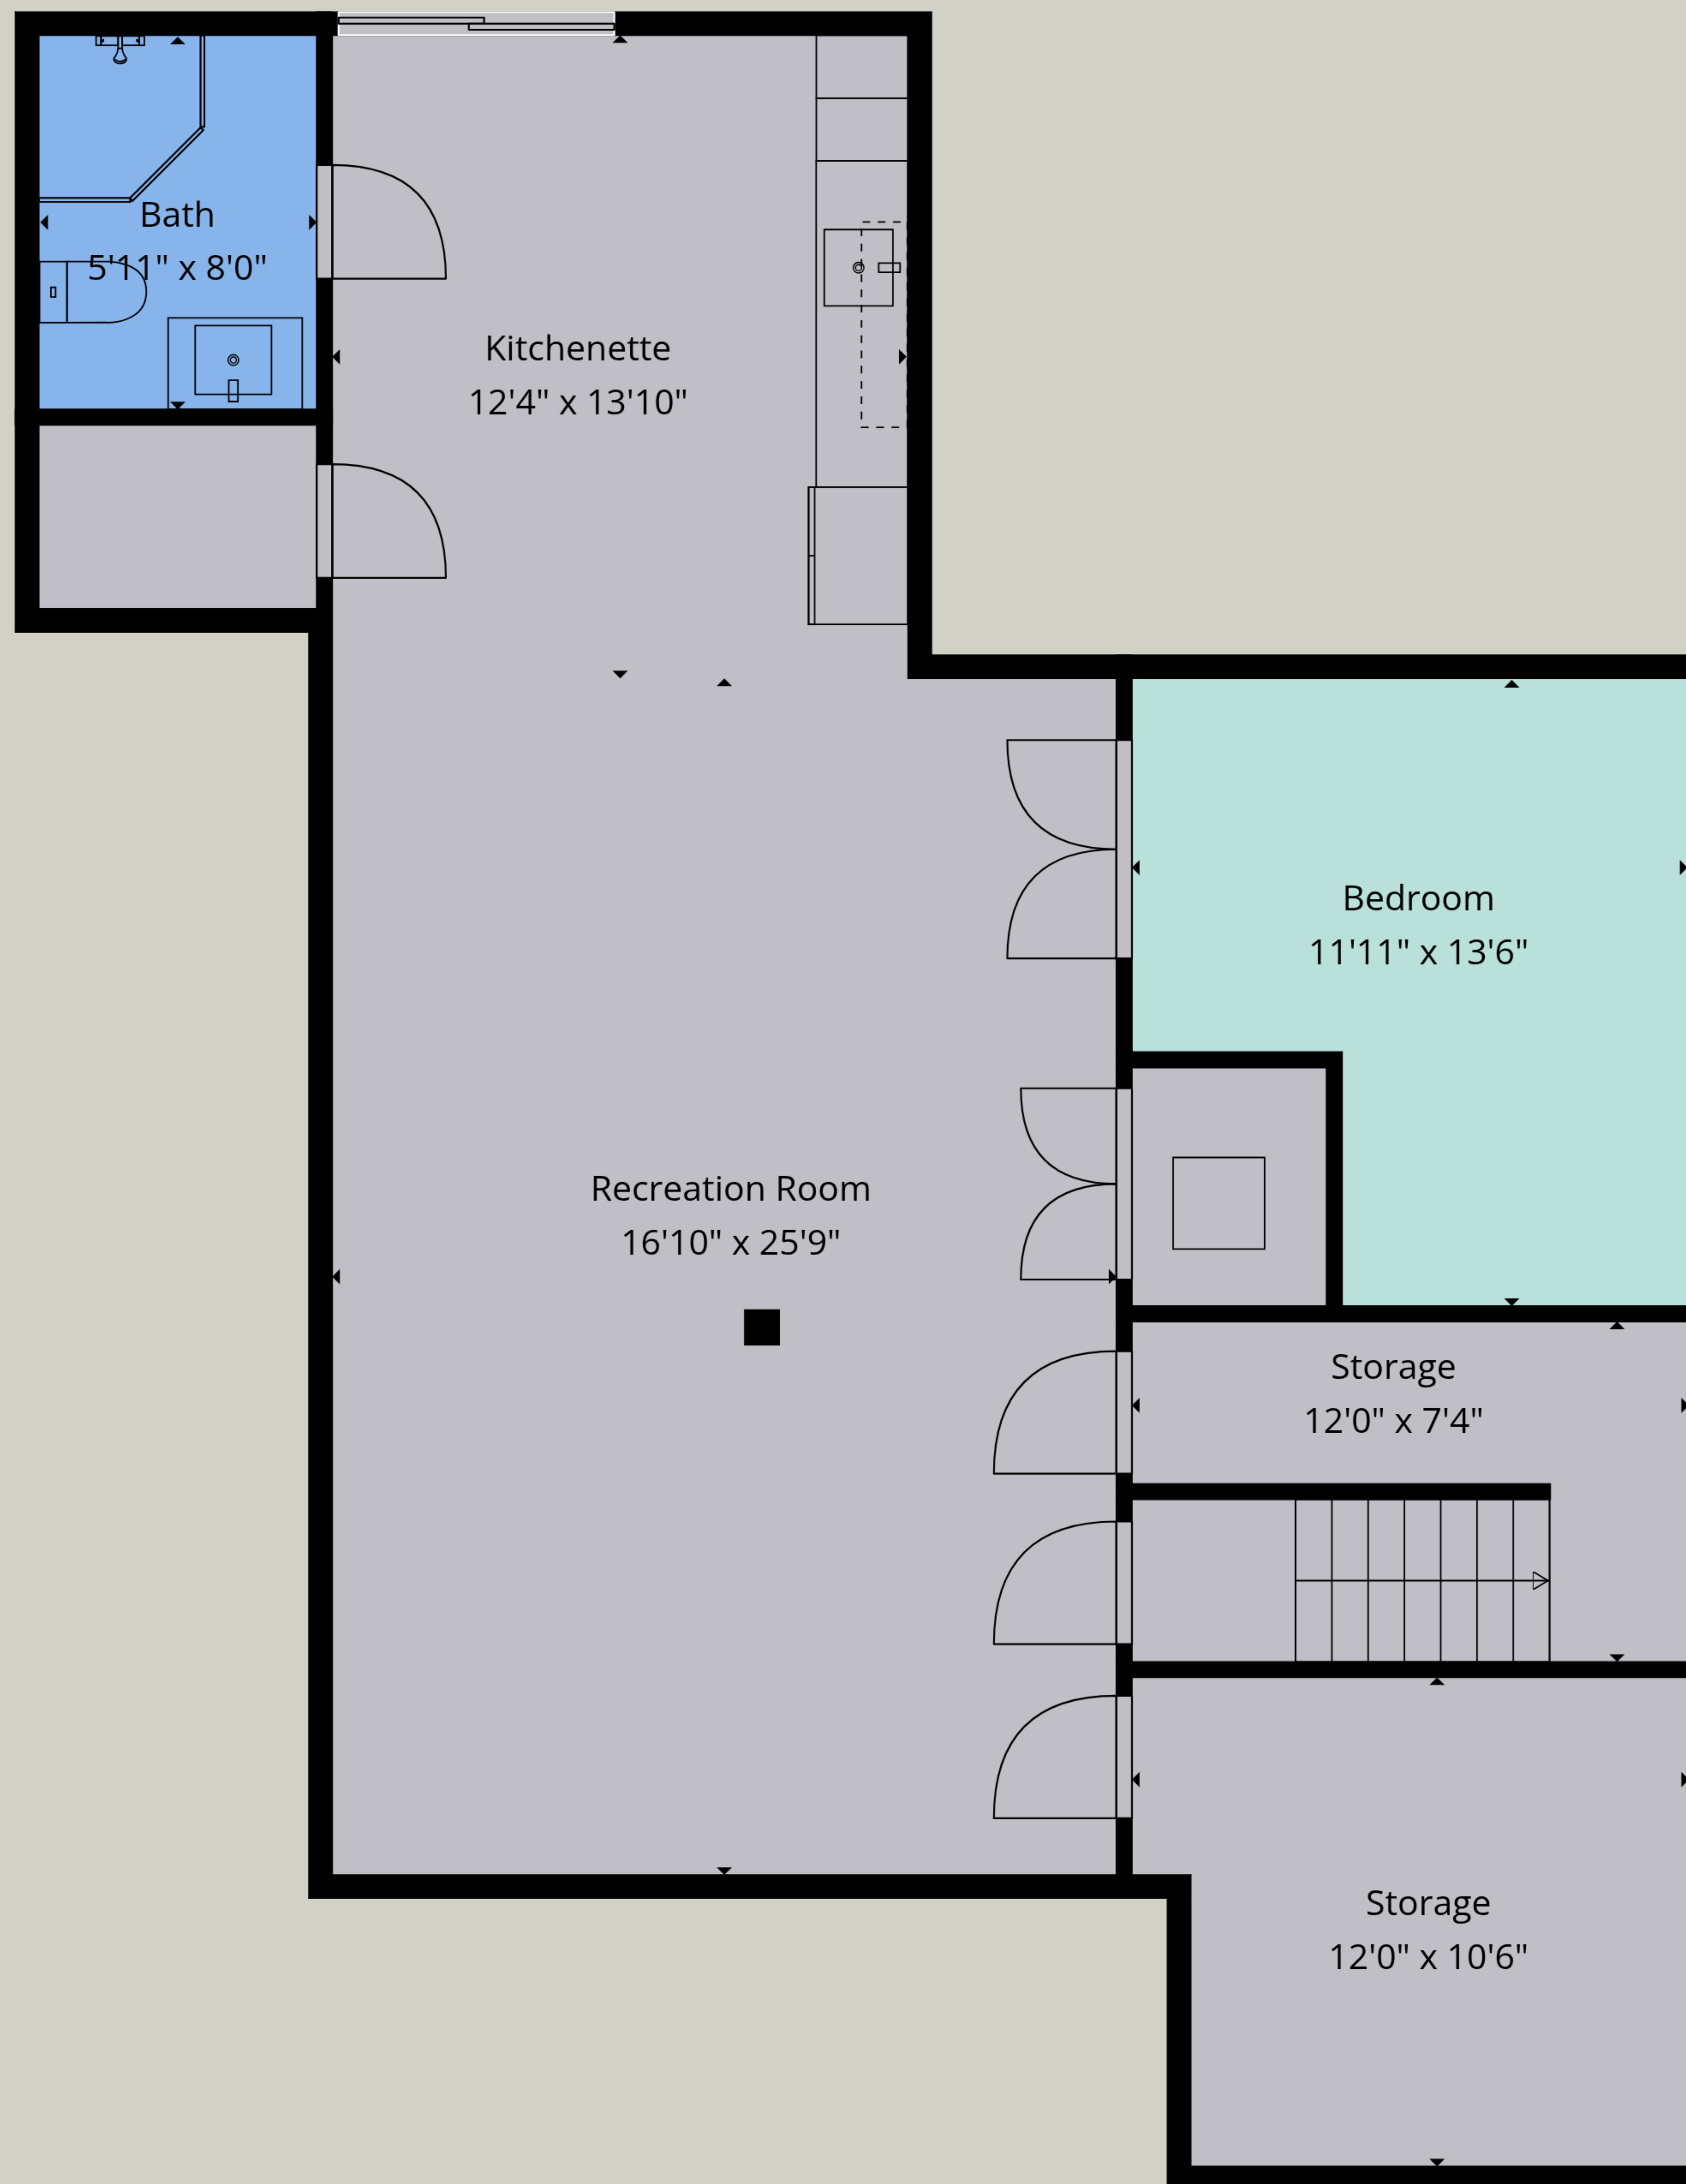 Bath
5'11" x 8'0"
Kitchenette
12'4" x 13'10"
Bedroom
11'11" x 13'6"
Recreation Room
16'10" x 25'9"
Storage
12'0" x 7'4"
Storage
12'0" x 10'6"